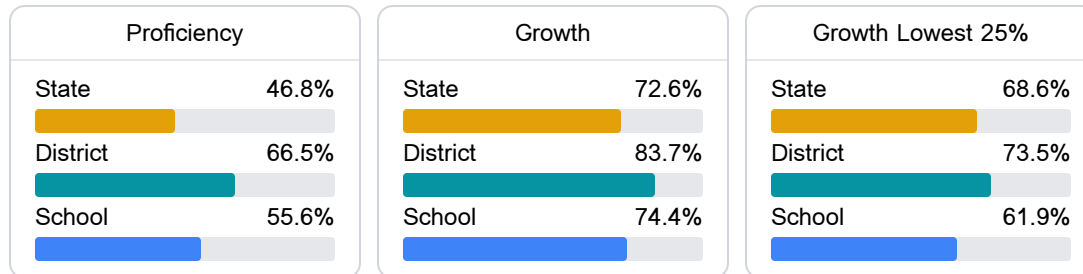 Proficiency
State 46.8%
District 66.5%
School 55.6%
Growth
State 72.6%
District 83.7%
School 74.4%
Growth Lowest 25%
State 68.6%
District 73.5%
School 61.9%